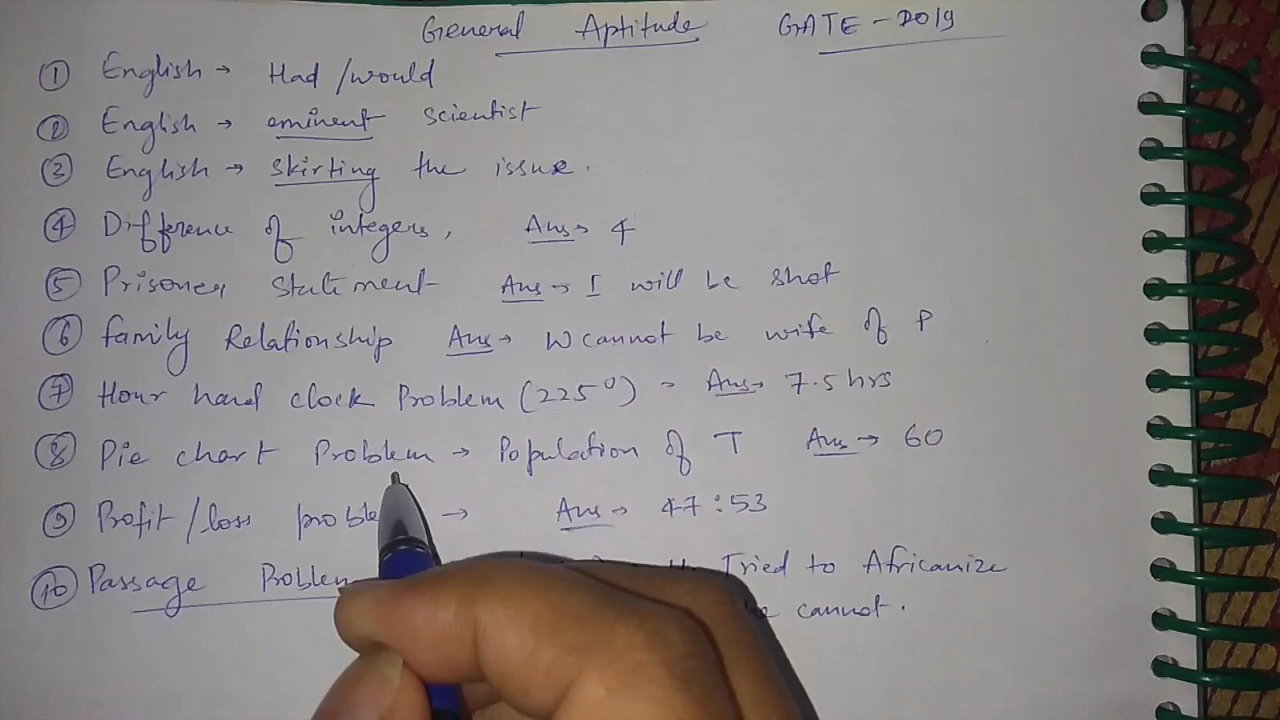 General Aptitude GATE-2019
① English → Had /would
② English → eminent scientist
③ English → skirting the issue.
④ Difference of integers, Ans → 4
⑤ Prisoner Statement Ans → I will be shot
⑥ family Relationship Ans → W cannot be wife of P
⑦ Hour hand clock Problem (225°) - Ans → 7.5 hrs
⑧ Pie chart Problem → Population of T Ans → 60
⑨ Profit/loss proble → Ans → 47:53
⑩ Passage Problem Tried to Africanize
cannot.